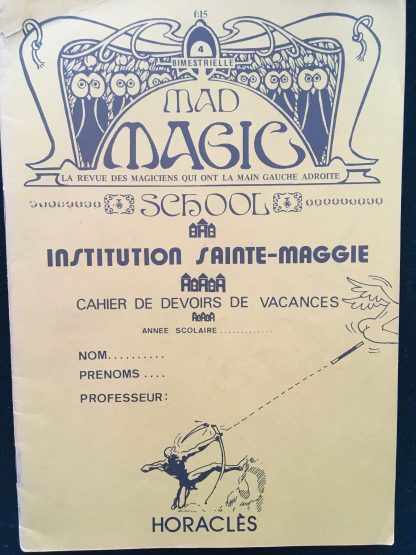 f:15
4
BIMESTRIELLE
MAD
MAGIC
LA REVUE DES MAGICIENS QUI ONT LA MAIN GAUCHE ADROITE
SCHOOL
INSTITUTION SAINTE-MAGGIE
CAHIER DE DEVOIRS DE VACANCES
ANNEE SCOLAIRE ............
NOM..........
PRENOMS ....
PROFESSEUR:
HORACLÈS